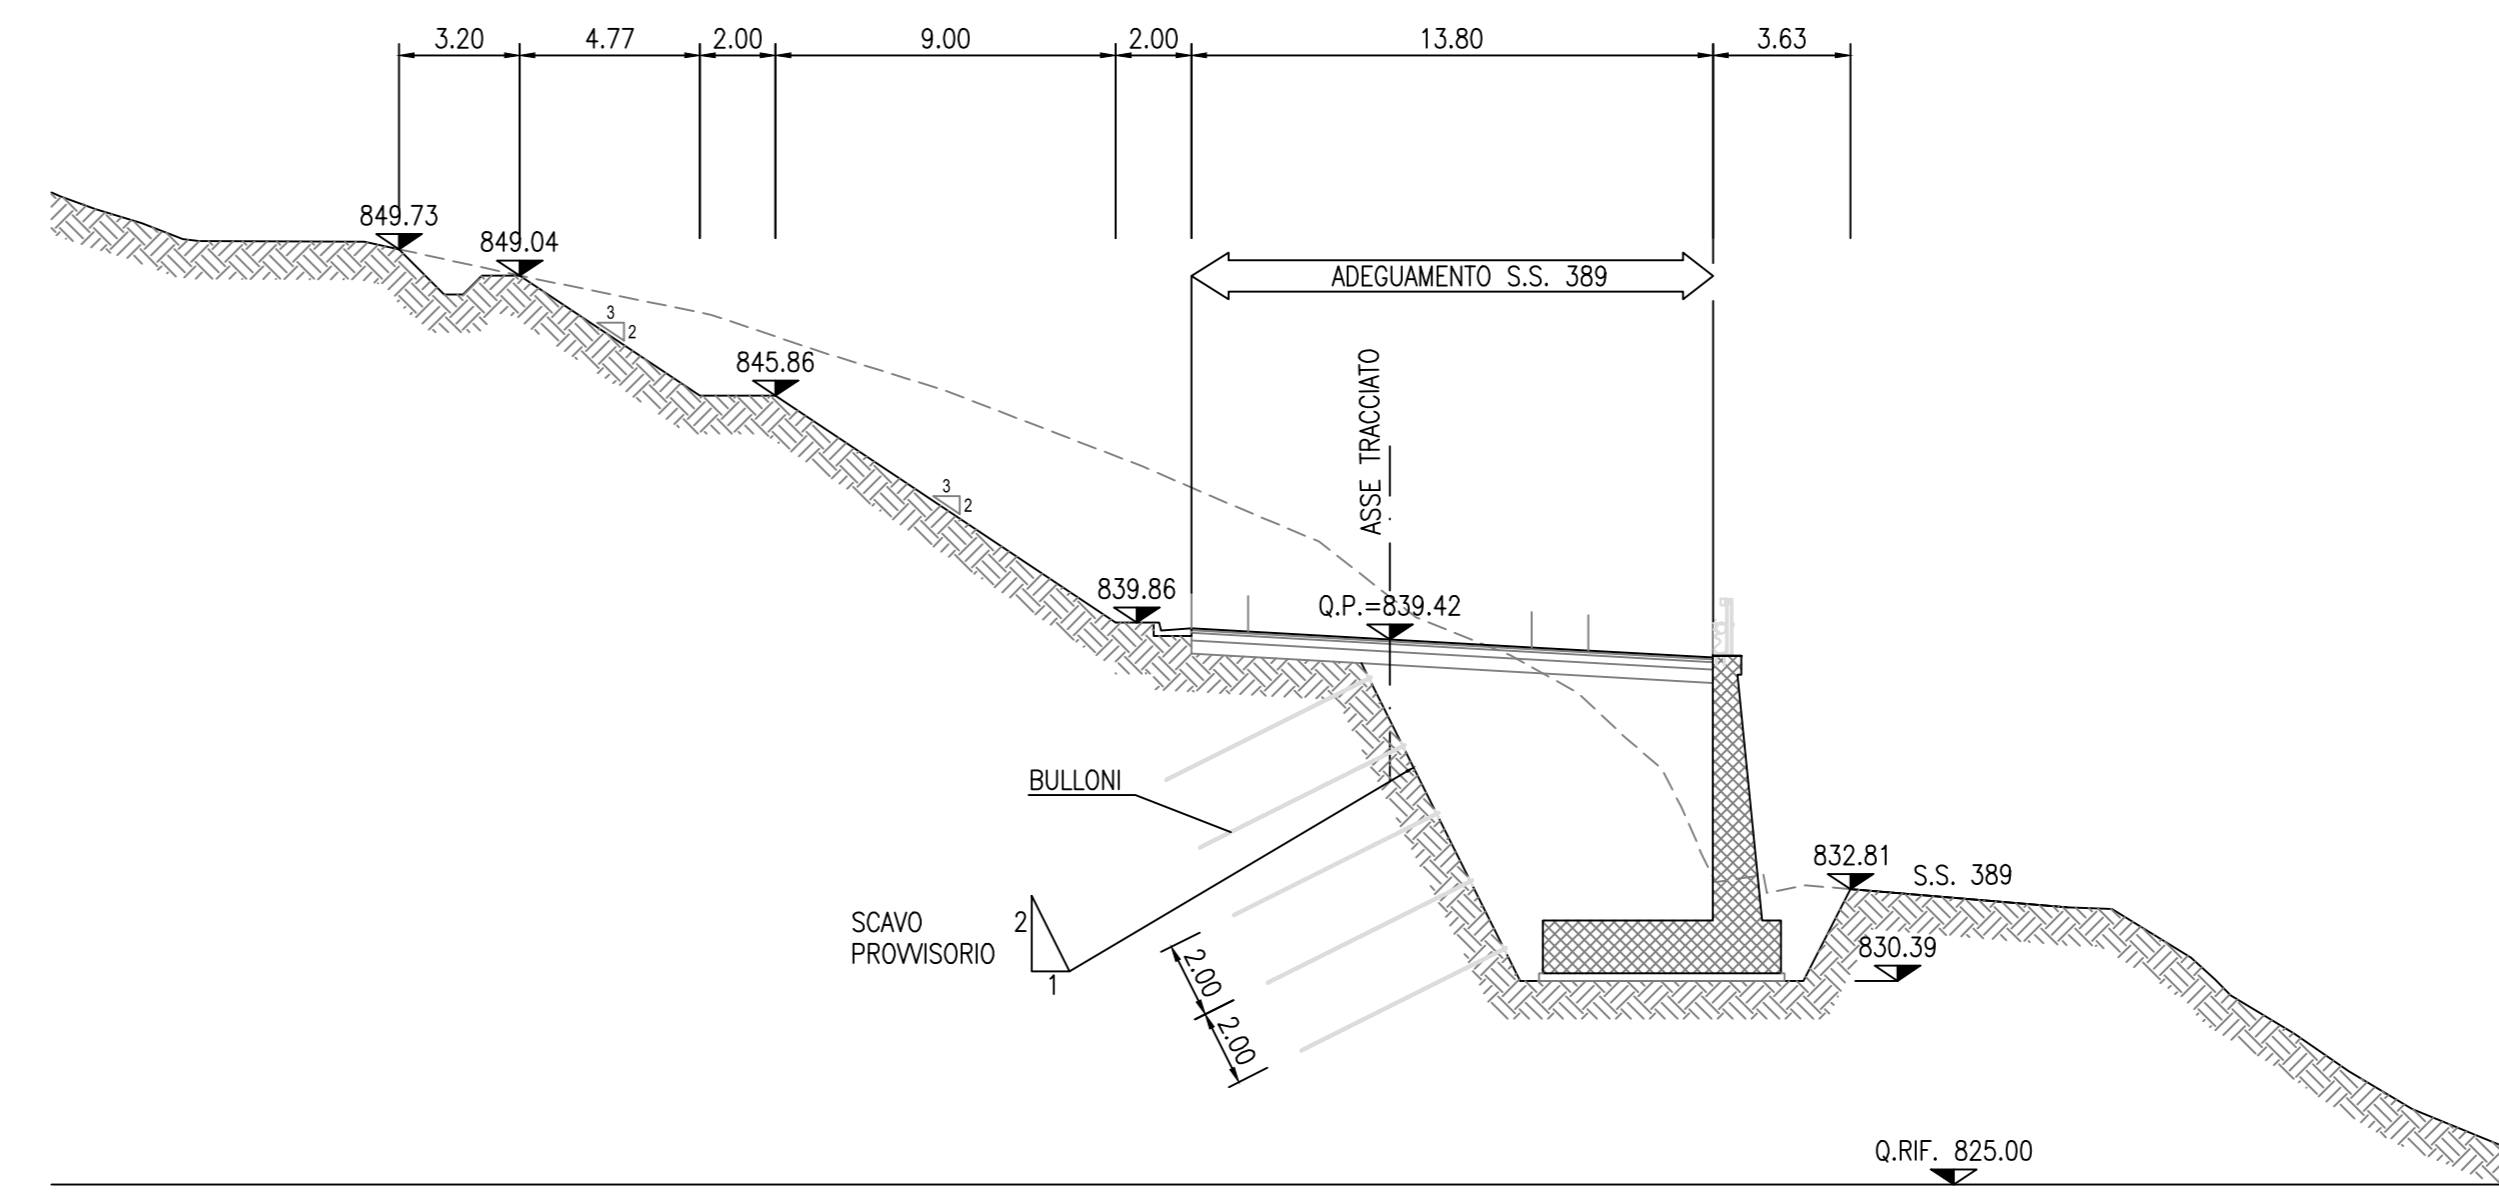 3.20
4.77
2.00
9.00
2.00
13.80
3.63
849.73
849.04
ADEGUAMENTO S.S. 389
3
2
845.86
ASSE TRACCIATO
3
2
839.86
Q.P.=839.42
BULLONI
832.81
S.S. 389
SCAVO
PROVVISORIO
2
1
830.39
2.00
2.00
Q.RIF. 825.00